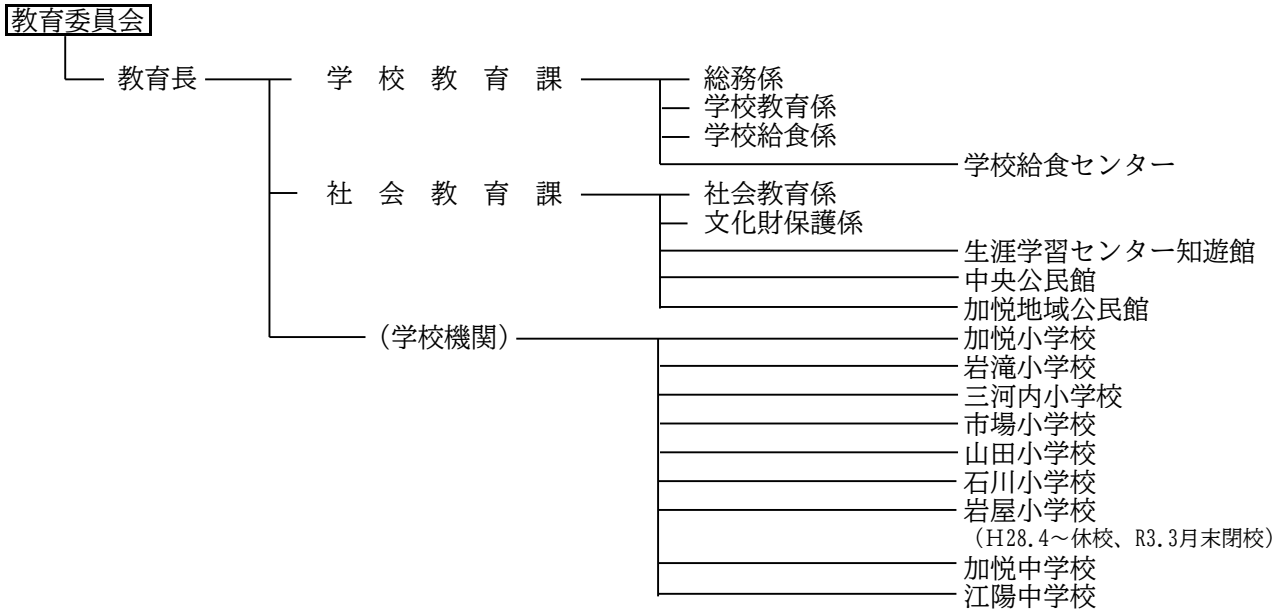 教育委員会
教育長 学校教育課 総務係
学校教育係
学校給食係
学校給食センター
社会教育課 社会教育係
文化財保護係
生涯学習センター知遊館
中央公民館
加悦地域公民館
(学校機関) 加悦小学校
岩滝小学校
三河内小学校
市場小学校
山田小学校
石川小学校
岩屋小学校
(H28.4～休校、R3.3月末閉校)
加悦中学校
江陽中学校